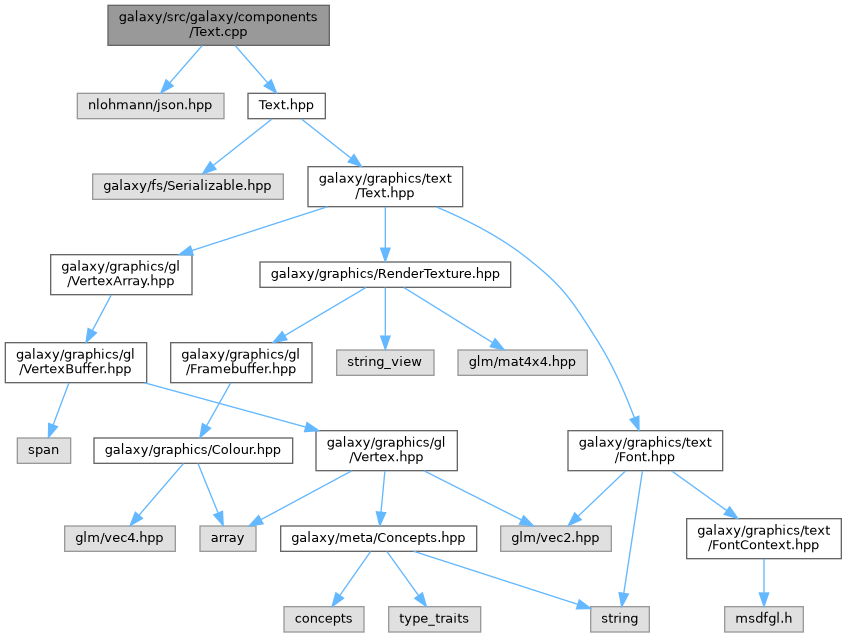 galaxy/src/galaxy/components
/Text.cpp
nlohmann/json.hpp
Text.hpp
galaxy/fs/Serializable.hpp
galaxy/graphics/text
/Text.hpp
galaxy/graphics/gl
/VertexArray.hpp
galaxy/graphics/RenderTexture.hpp
galaxy/graphics/gl
/VertexBuffer.hpp
galaxy/graphics/gl
/Framebuffer.hpp
string_view
glm/mat4x4.hpp
span
galaxy/graphics/Colour.hpp
galaxy/graphics/gl
/Vertex.hpp
galaxy/graphics/text
/Font.hpp
glm/vec4.hpp
array
galaxy/meta/Concepts.hpp
glm/vec2.hpp
galaxy/graphics/text
/FontContext.hpp
concepts
type_traits
string
msdfgl.h